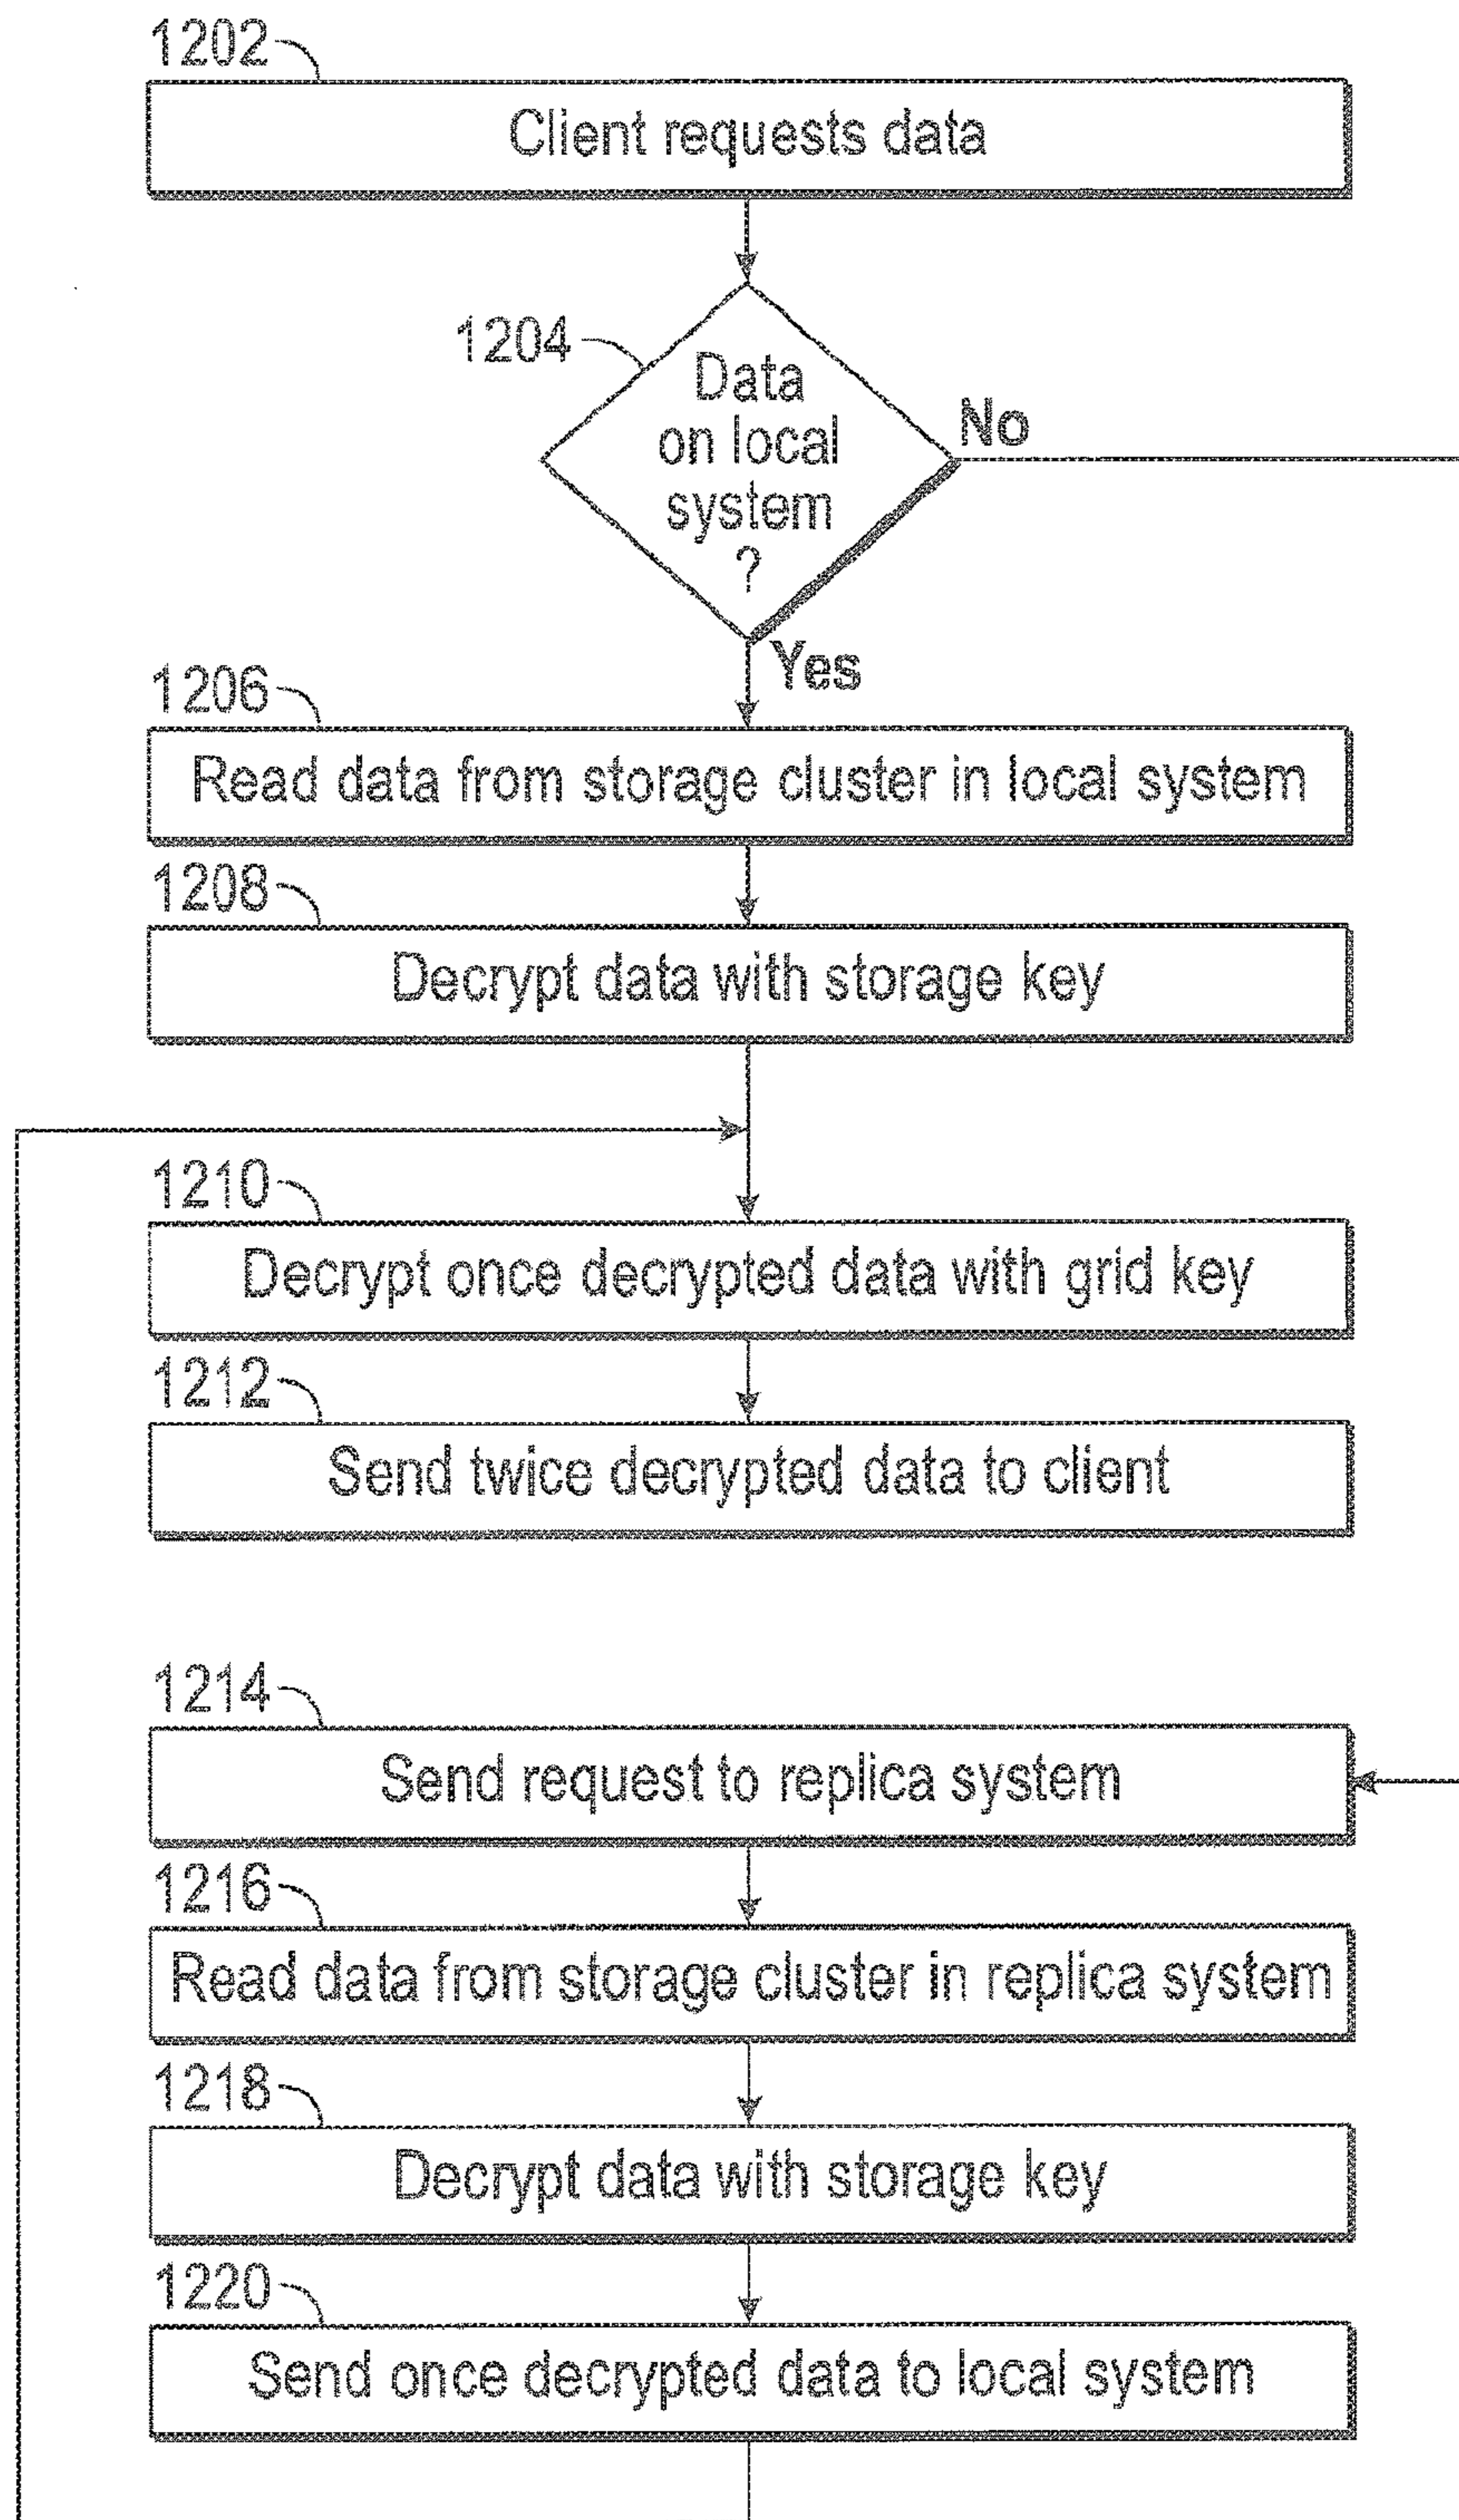 1202
Client requests data
1204
Data
on local
system
?
No
Yes
1206
Read data from storage cluster in local system
1208
Decrypt data with storage key
1210
Decrypt once decrypted data with grid key
1212
Send twice decrypted data to client
1214
Send request to replica system
1216
Read data from storage cluster in replica system
1218
Decrypt data with storage key
1220
Send once decrypted data to local system